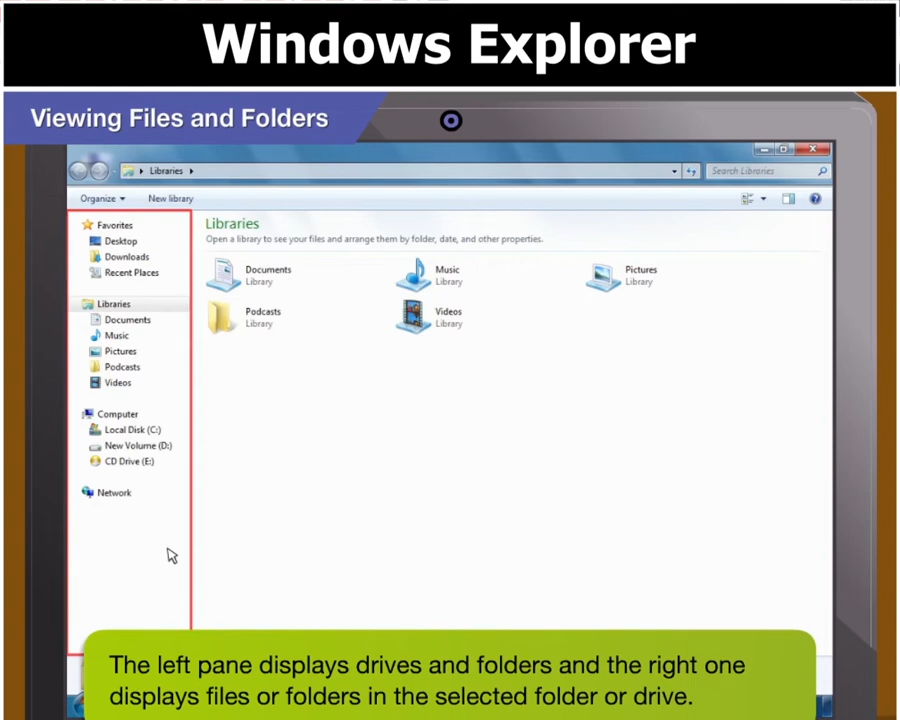 Windows Explorer
Viewing Files and Folders
Libraries
Search Libraries
Organize
New library
Favorites
Desktop
Downloads
Recent Places
Libraries
Documents
Music
Pictures
Podcasts
Videos
Computer
Local Disk (C:)
New Volume (D:)
CD Drive (E:)
Network
Libraries
Open a library to see your files and arrange them by folder, date, and other properties.
Documents
Library
Music
Library
Pictures
Library
Podcasts
Library
Videos
Library
The left pane displays drives and folders and the right one
displays files or folders in the selected folder or drive.